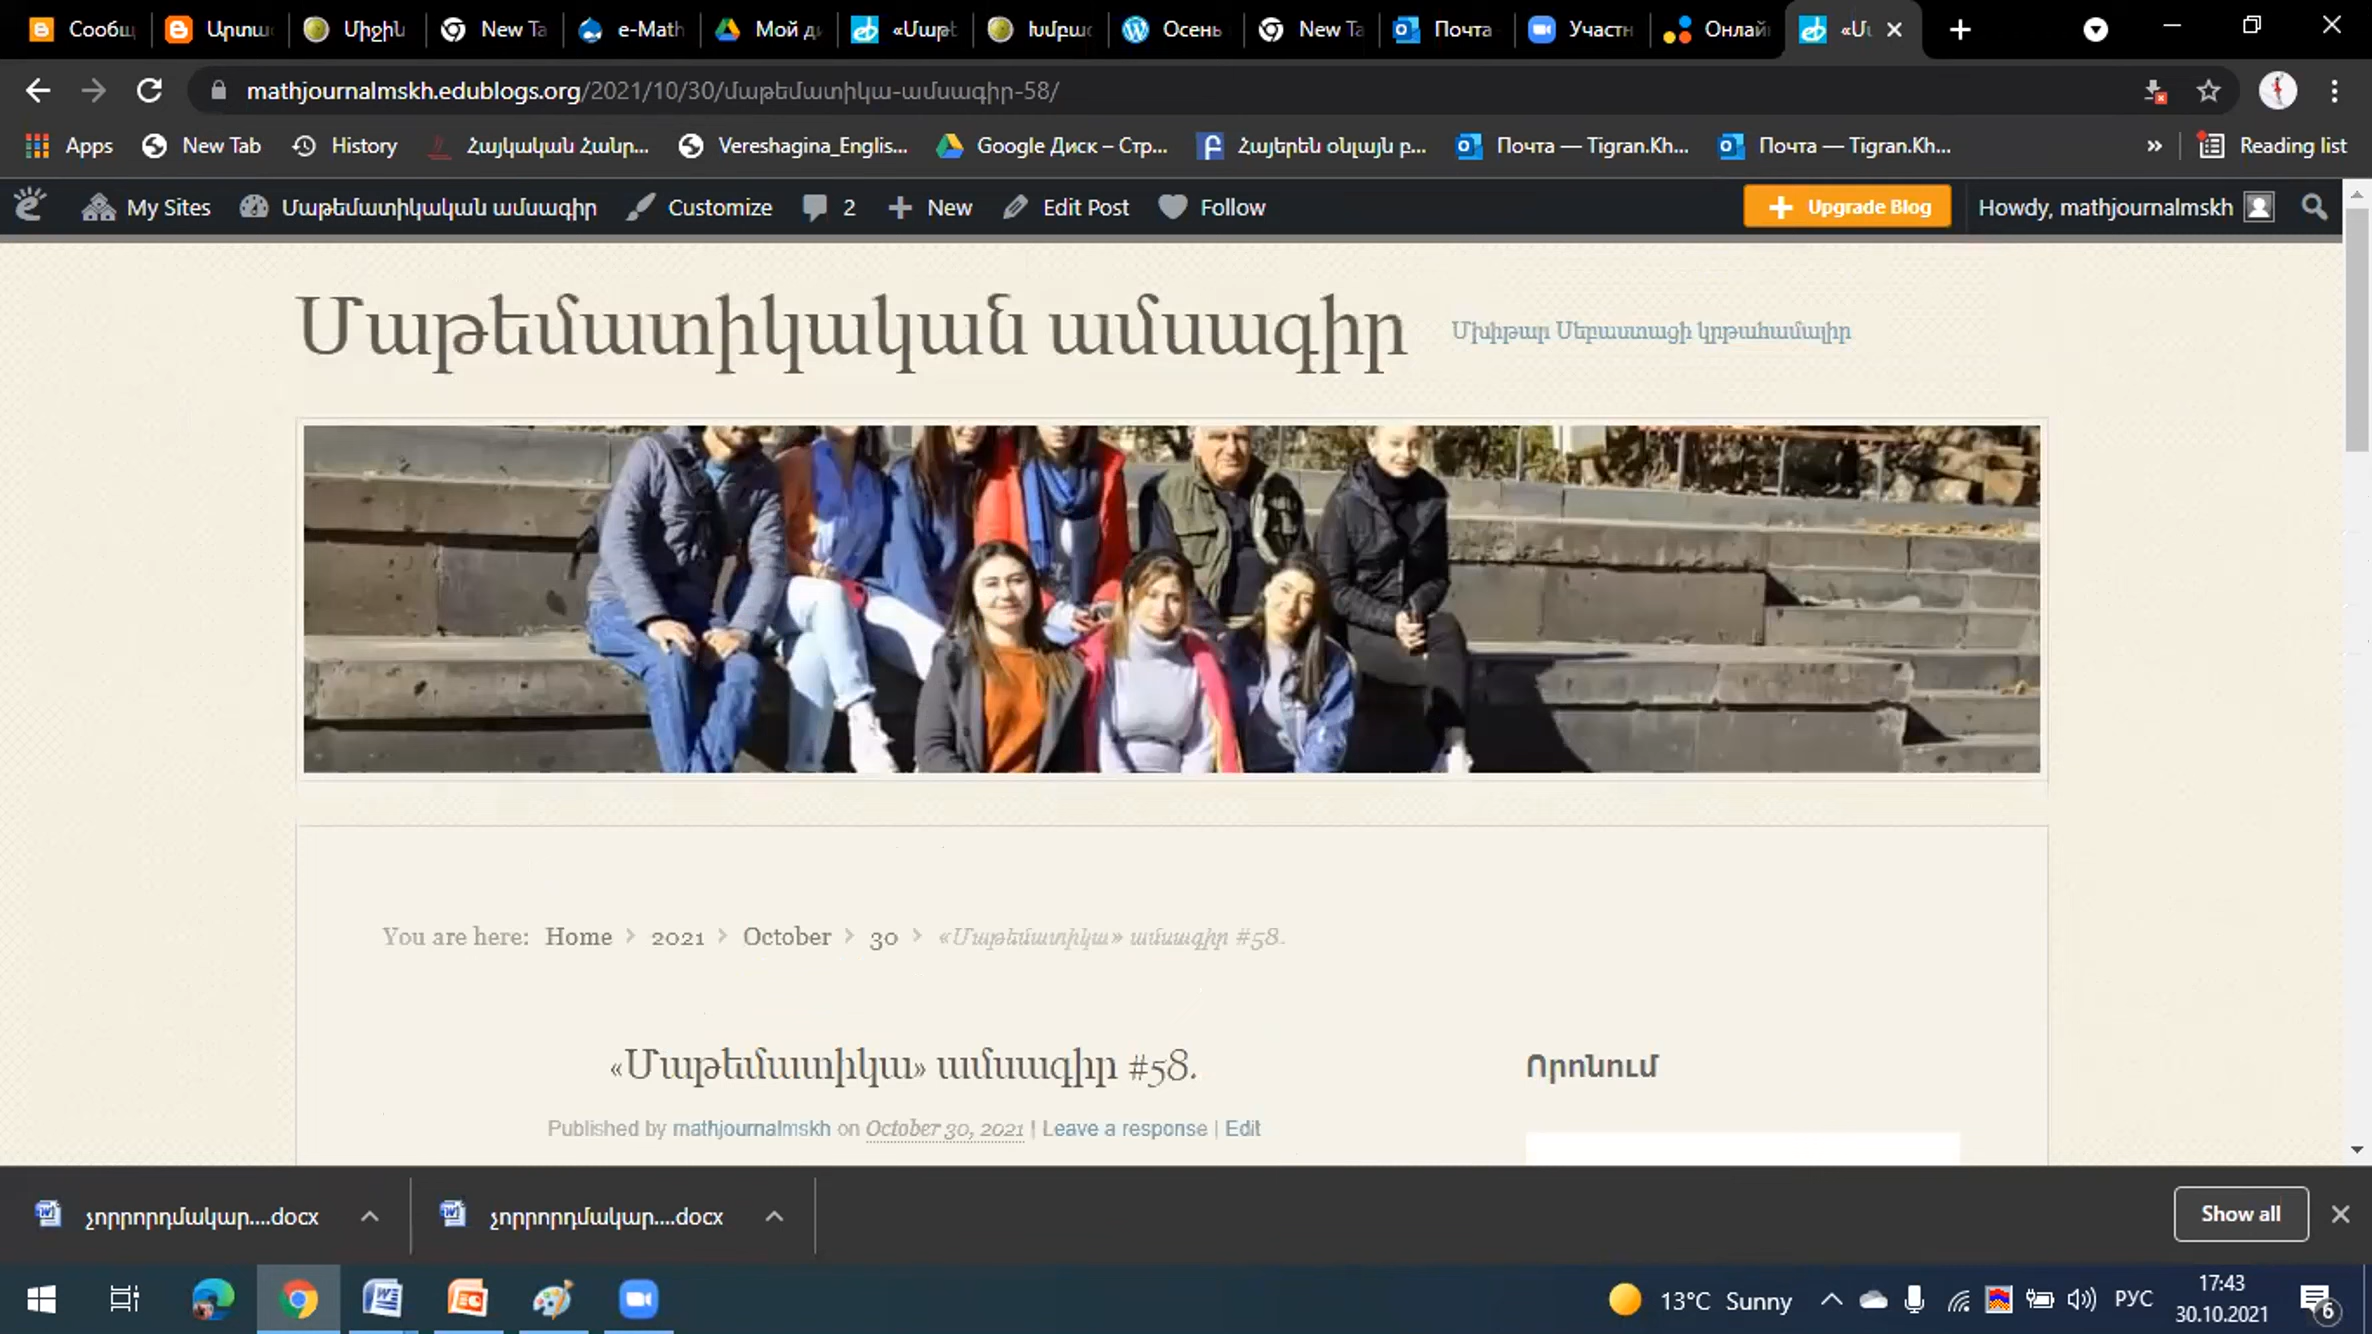 Сообщ Արտա Միջին New Ta e-Math Мой ди «Մաթ Խմբա Осень New Ta Почта Участн Онлай «Մ
mathjournalmskh.edublogs.org/2021/10/30/մաթեմատիկա-ամսագիր-58/
Apps New Tab History Հայկական Հանր... Vereshagina_Englis... Google Диск – Стр... Հայերեն օնլայն բ... Почта — Tigran.Kh... Почта — Tigran.Kh... » Reading list
My Sites Մաթեմատիկական ամսագիր Customize 2 New Edit Post Follow Upgrade Blog Howdy, mathjournalmskh
Մաթեմատիկական ամսագիր Մխիթար Սեբաստացի կրթահամալիր
You are here: Home > 2021 > October > 30 > «Մաթեմատիկա» ամսագիր #58.
«Մաթեմատիկա» ամսագիր #58. Որոնում
Published by mathjournalmskh on October 30, 2021 | Leave a response | Edit
չորրորդմակար....docx չորրորդմակար....docx Show all
13°C Sunny РУС 17:43
30.10.2021 6